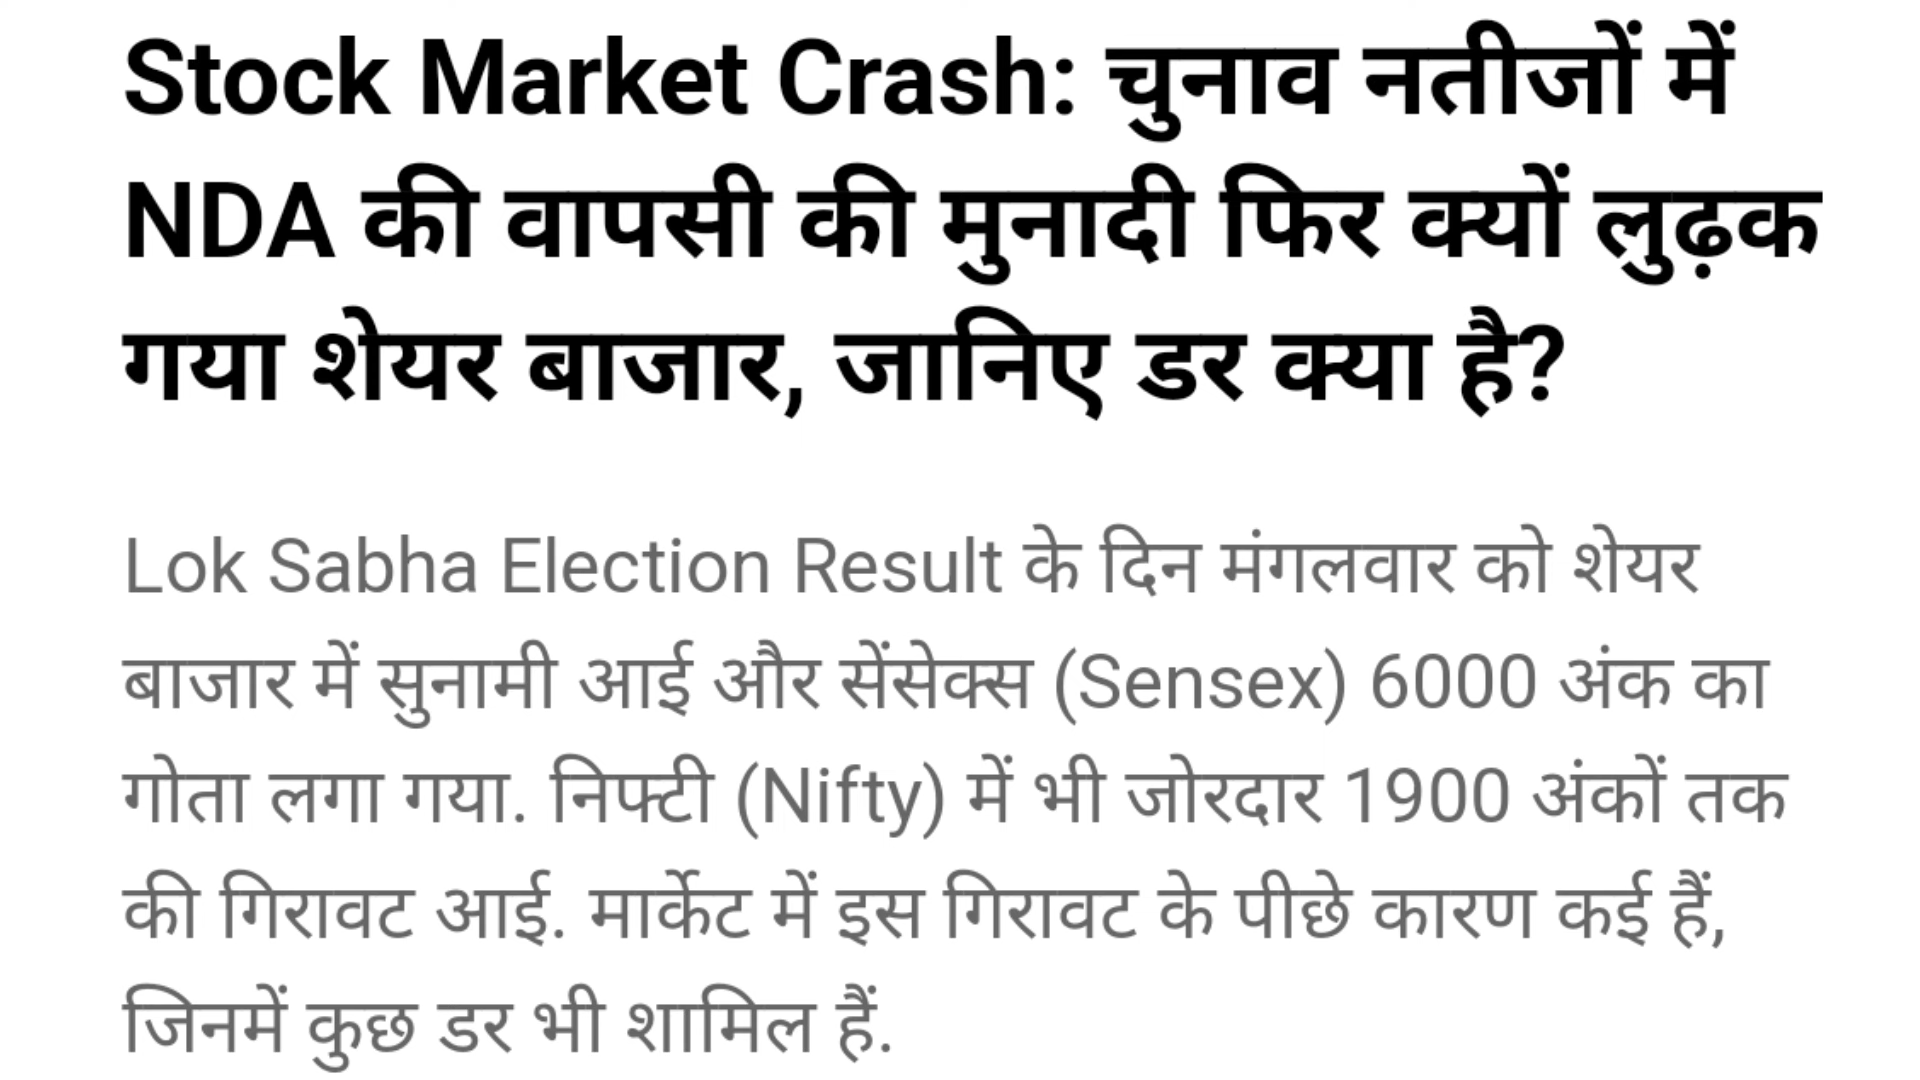 Stock Market Crash: चुनाव नतीजों में
NDA की वापसी की मुनादी फिर क्यों लुढ़क
गया शेयर बाजार, जानिए डर क्या है?
Lok Sabha Election Result के दिन मंगलवार को शेयर
बाजार में सुनामी आई और सेंसेक्स (Sensex) 6000 अंक का
गोता लगा गया. निफ्टी (Nifty) में भी जोरदार 1900 अंकों तक
की गिरावट आई. मार्केट में इस गिरावट के पीछे कारण कई हैं,
जिनमें कुछ डर भी शामिल हैं.